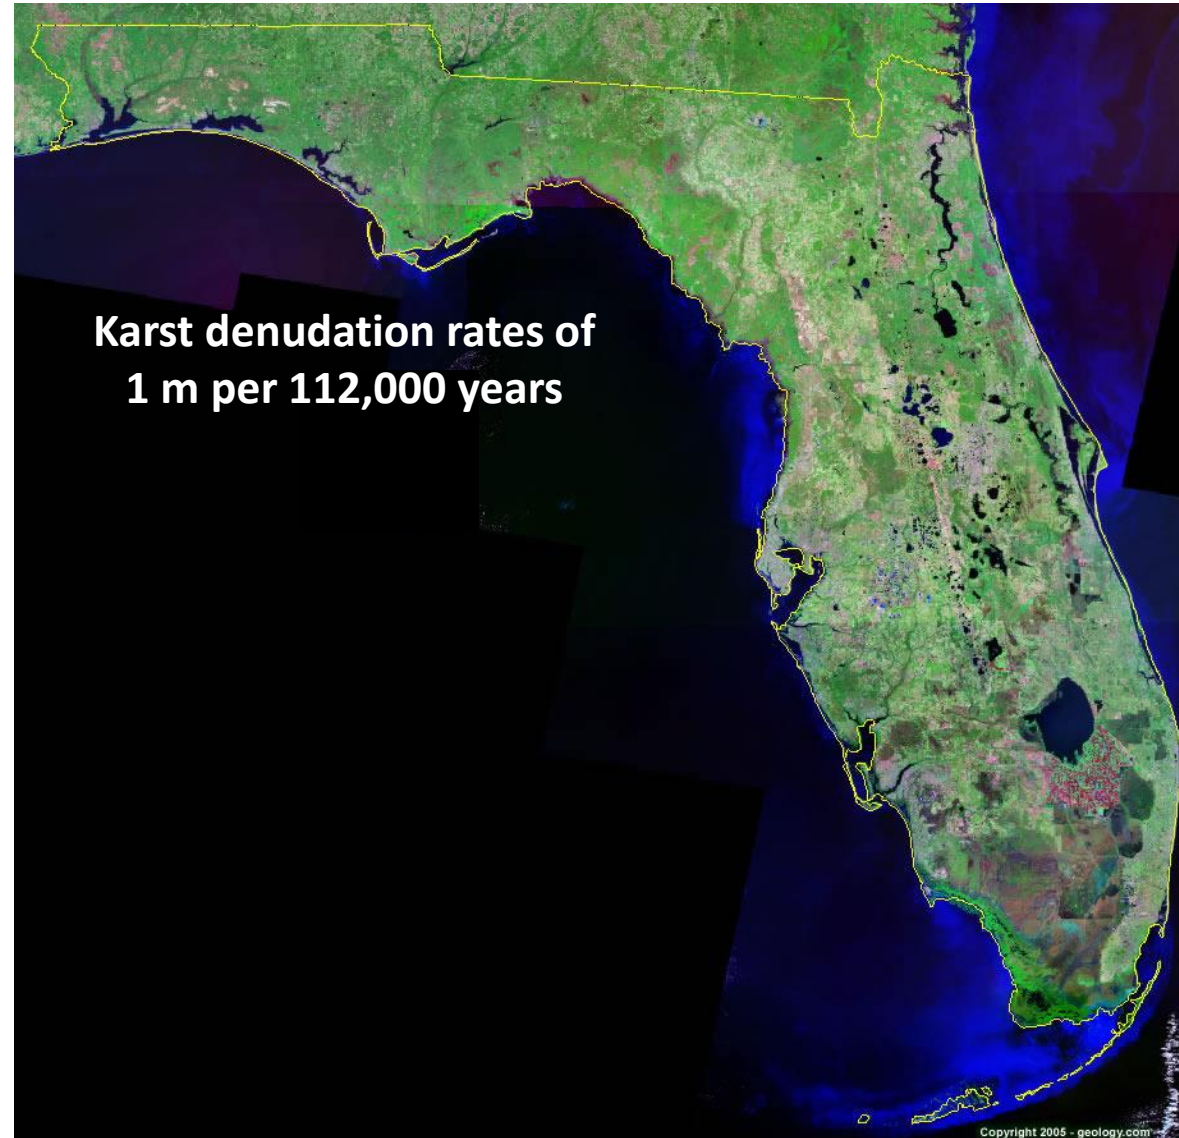 Karst denudation rates of
1 m per 112,000 years
Copyright 2005 - geology.com